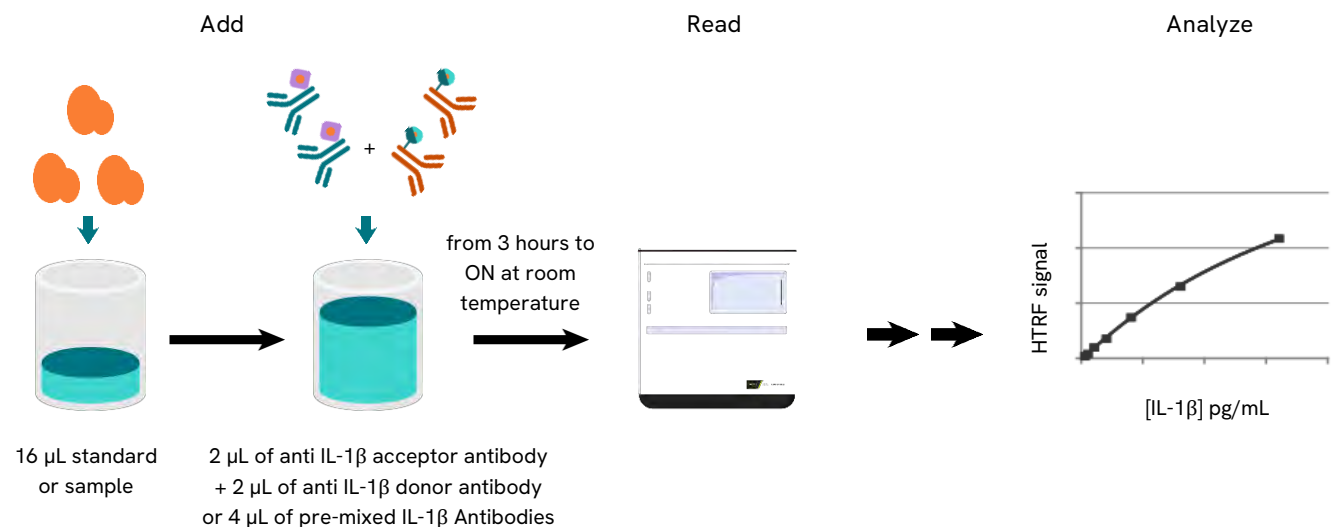 Add
Read
Analyze
+
from 3 hours to
ON at room
temperature
HTRF signal
[IL-1β] pg/mL
16 µL standard
or sample
2 µL of anti IL-1β acceptor antibody
+ 2 µL of anti IL-1β donor antibody
or 4 µL of pre-mixed IL-1β Antibodies